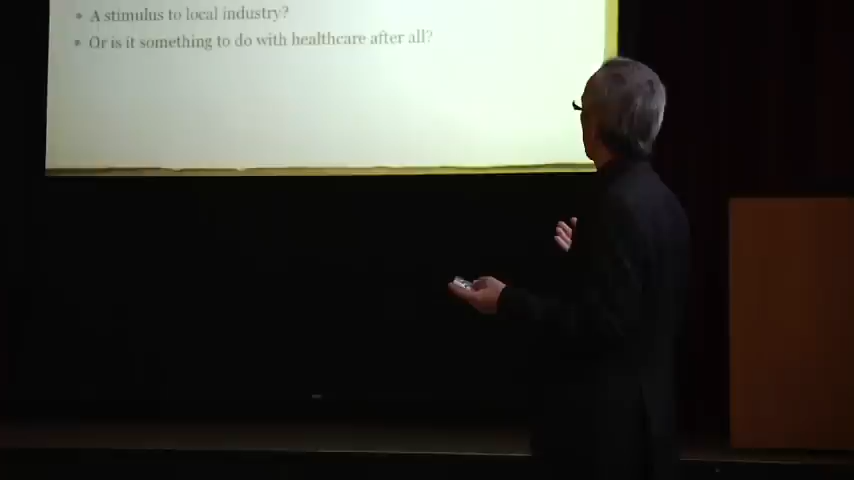 • A stimulus to local industry?
• Or is it something to do with healthcare after all?